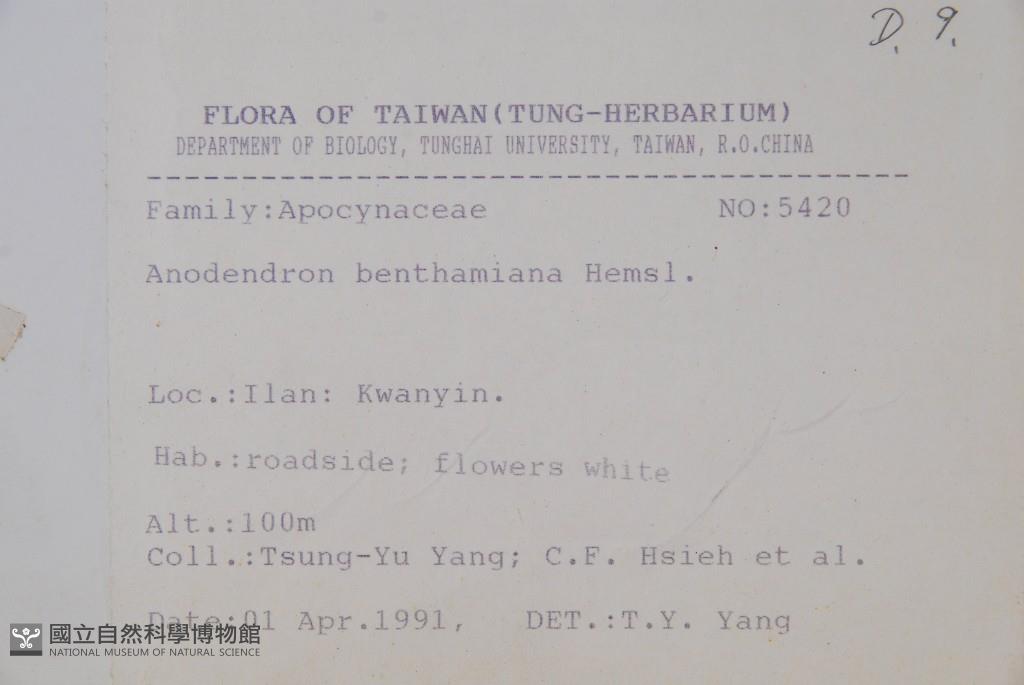 D. 9.
FLORA OF TAIWAN(TUNG-HERBARIUM)
DEPARTMENT OF BIOLOGY, TUNGHAI UNIVERSITY, TAIWAN, R.O.CHINA
Family:Apocynaceae NO:5420
Anodendron benthamiana Hemsl.
Loc.:Ilan: Kwanyin.
Hab.:roadside; flowers white
Alt.:100m
Coll.:Tsung-Yu Yang; C.F. Hsieh et al.
Date:01 Apr.1991, DET.:T.Y. Yang
國立自然科學博物館
NATIONAL MUSEUM OF NATURAL SCIENCE